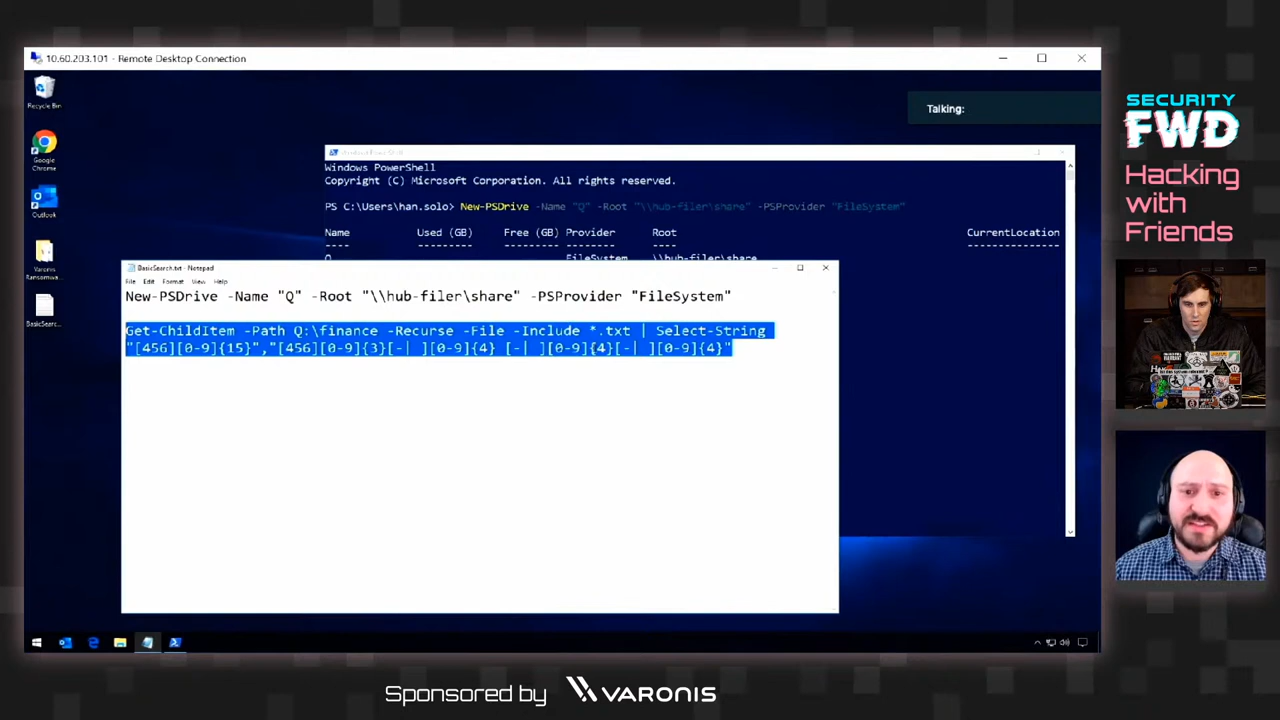 10.60.203.101 - Remote Desktop Connection
Recycle Bin
Talking:
SECURITY
FWD
Hacking
with
Friends
Google
Chrome
Outlook
Varonis
Ransomwa...
BasicSearc...
Windows PowerShell
Copyright (C) Microsoft Corporation. All rights reserved.
PS C:\Users\han.solo> New-PSDrive -Name "Q" -Root "\\hub-filer\share" -PSProvider "FileSystem"
Name Used (GB) Free (GB) Provider Root CurrentLocation
---- --------- --------- -------- ---- ---------------
Q FileSystem \\hub-filer\share
BasicSearch.txt - Notepad
File Edit Format View Help
New-PSDrive -Name "Q" -Root "\\hub-filer\share" -PSProvider "FileSystem"
Get-ChildItem -Path Q:\finance -Recurse -File -Include *.txt | Select-String
"[456][0-9]{15}","[456][0-9]{3}[-| ][0-9]{4} [-| ][0-9]{4}[-| ][0-9]{4}"
Sponsored by VARONIS